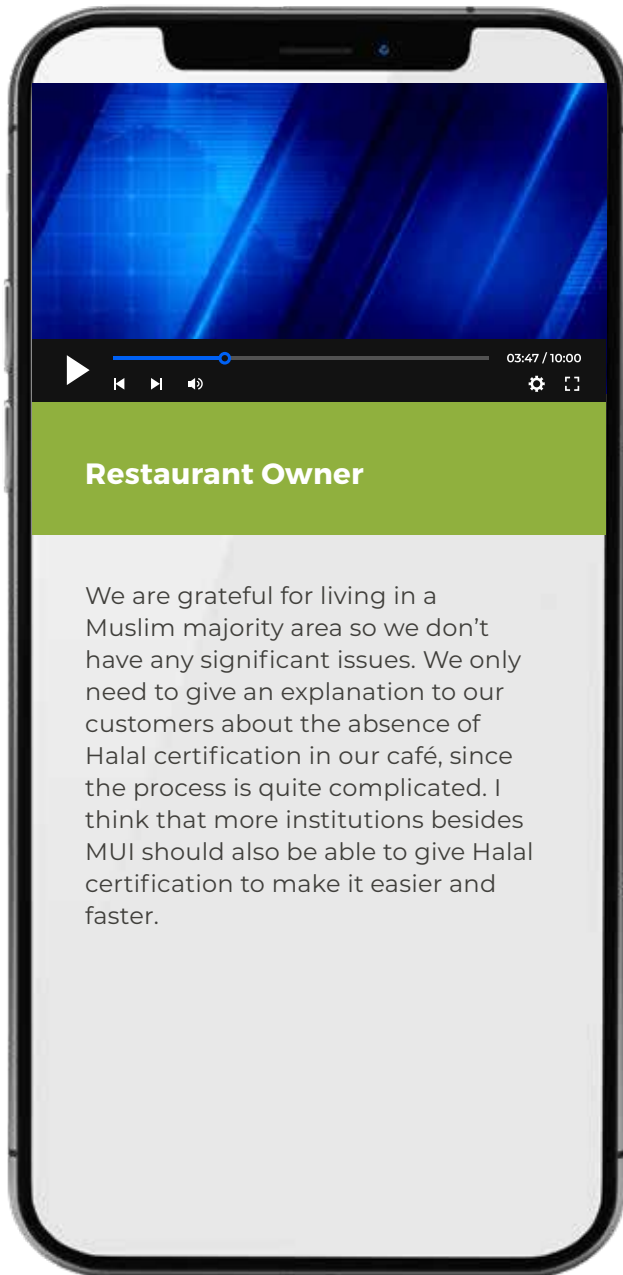 03:47 / 10:00
Restaurant Owner
We are grateful for living in a
Muslim majority area so we don’t
have any significant issues. We only
need to give an explanation to our
customers about the absence of
Halal certification in our café, since
the process is quite complicated. I
think that more institutions besides
MUI should also be able to give Halal
certification to make it easier and
faster.